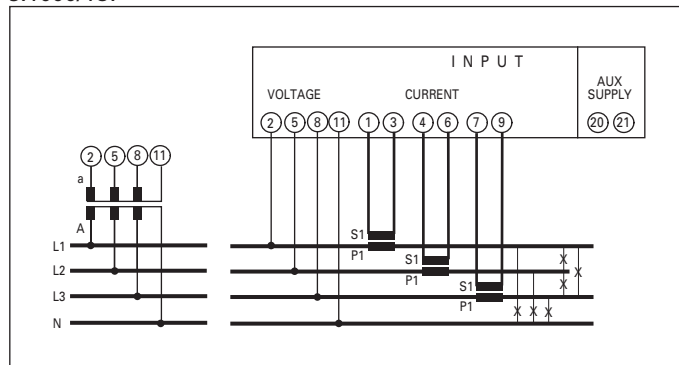 INPUT
VOLTAGE
CURRENT
AUX
SUPPLY
2 5 8 11 1 3 4 6 7 9 20 21
2 5 8 11
a
A
S1
L1
P1
S1
L2
P1
S1
L3
P1
N
X
X
X
X X X